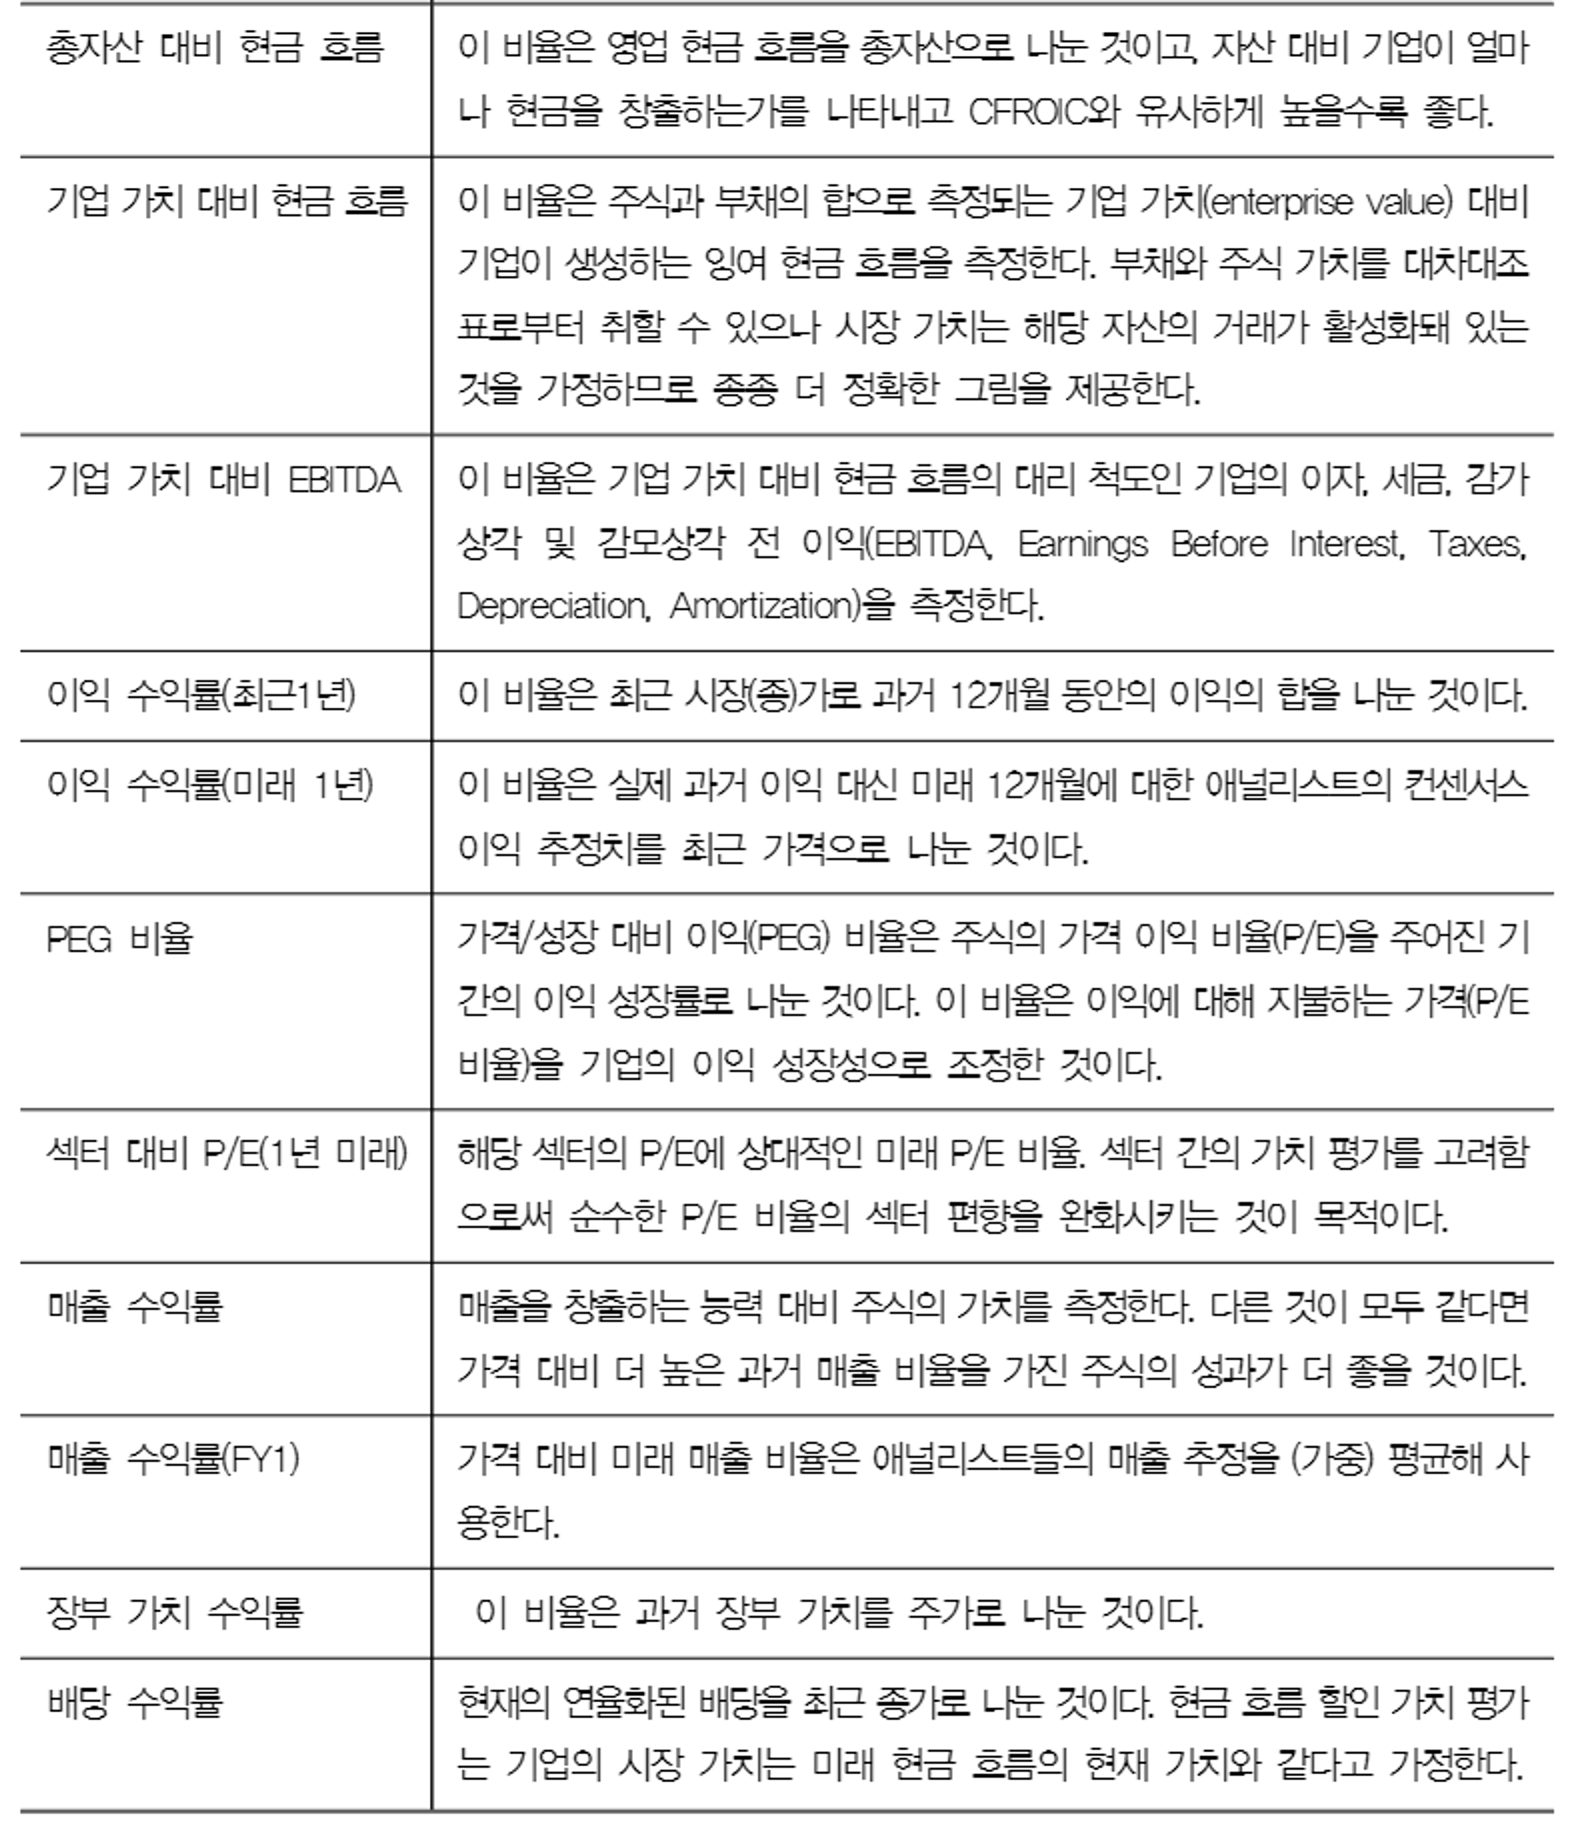 총자산 대비 현금 흐름
이 비율은 영업 현금 흐름을 총자산으로 나눈 것이고, 자산 대비 기업이 얼마
나 현금을 창출하는가를 나타내고 CFROIC와 유사하게 높을수록 좋다.
기업 가치 대비 현금 흐름
이 비율은 주식과 부채의 합으로 측정되는 기업 가치(enterprise value) 대비
기업이 생성하는 잉여 현금 흐름을 측정한다. 부채와 주식 가치를 대차대조
표로부터 취할 수 있으나 시장 가치는 해당 자산의 거래가 활성화돼 있는
것을 가정하므로 종종 더 정확한 그림을 제공한다.
기업 가치 대비 EBITDA
이 비율은 기업 가치 대비 현금 흐름의 대리 척도인 기업의 이자, 세금, 감가
상각 및 감모상각 전 이익(EBITDA, Earnings Before Interest, Taxes,
Depreciation, Amortization)을 측정한다.
이익 수익률(최근1년)
이 비율은 최근 시장(종)가로 과거 12개월 동안의 이익의 합을 나눈 것이다.
이익 수익률(미래 1년)
이 비율은 실제 과거 이익 대신 미래 12개월에 대한 애널리스트의 컨센서스
이익 추정치를 최근 가격으로 나눈 것이다.
PEG 비율
가격/성장 대비 이익(PEG) 비율은 주식의 가격 이익 비율(P/E)을 주어진 기
간의 이익 성장률로 나눈 것이다. 이 비율은 이익에 대해 지불하는 가격(P/E
비율)을 기업의 이익 성장성으로 조정한 것이다.
섹터 대비 P/E(1년 미래)
해당 섹터의 P/E에 상대적인 미래 P/E 비율. 섹터 간의 가치 평가를 고려함
으로써 순수한 P/E 비율의 섹터 편향을 완화시키는 것이 목적이다.
매출 수익률
매출을 창출하는 능력 대비 주식의 가치를 측정한다. 다른 것이 모두 같다면
가격 대비 더 높은 과거 매출 비율을 가진 주식의 성과가 더 좋을 것이다.
매출 수익률(FY1)
가격 대비 미래 매출 비율은 애널리스트들의 매출 추정을 (가중) 평균해 사
용한다.
장부 가치 수익률
이 비율은 과거 장부 가치를 주가로 나눈 것이다.
배당 수익률
현재의 연율화된 배당을 최근 종가로 나눈 것이다. 현금 흐름 할인 가치 평가
는 기업의 시장 가치는 미래 현금 흐름의 현재 가치와 같다고 가정한다.